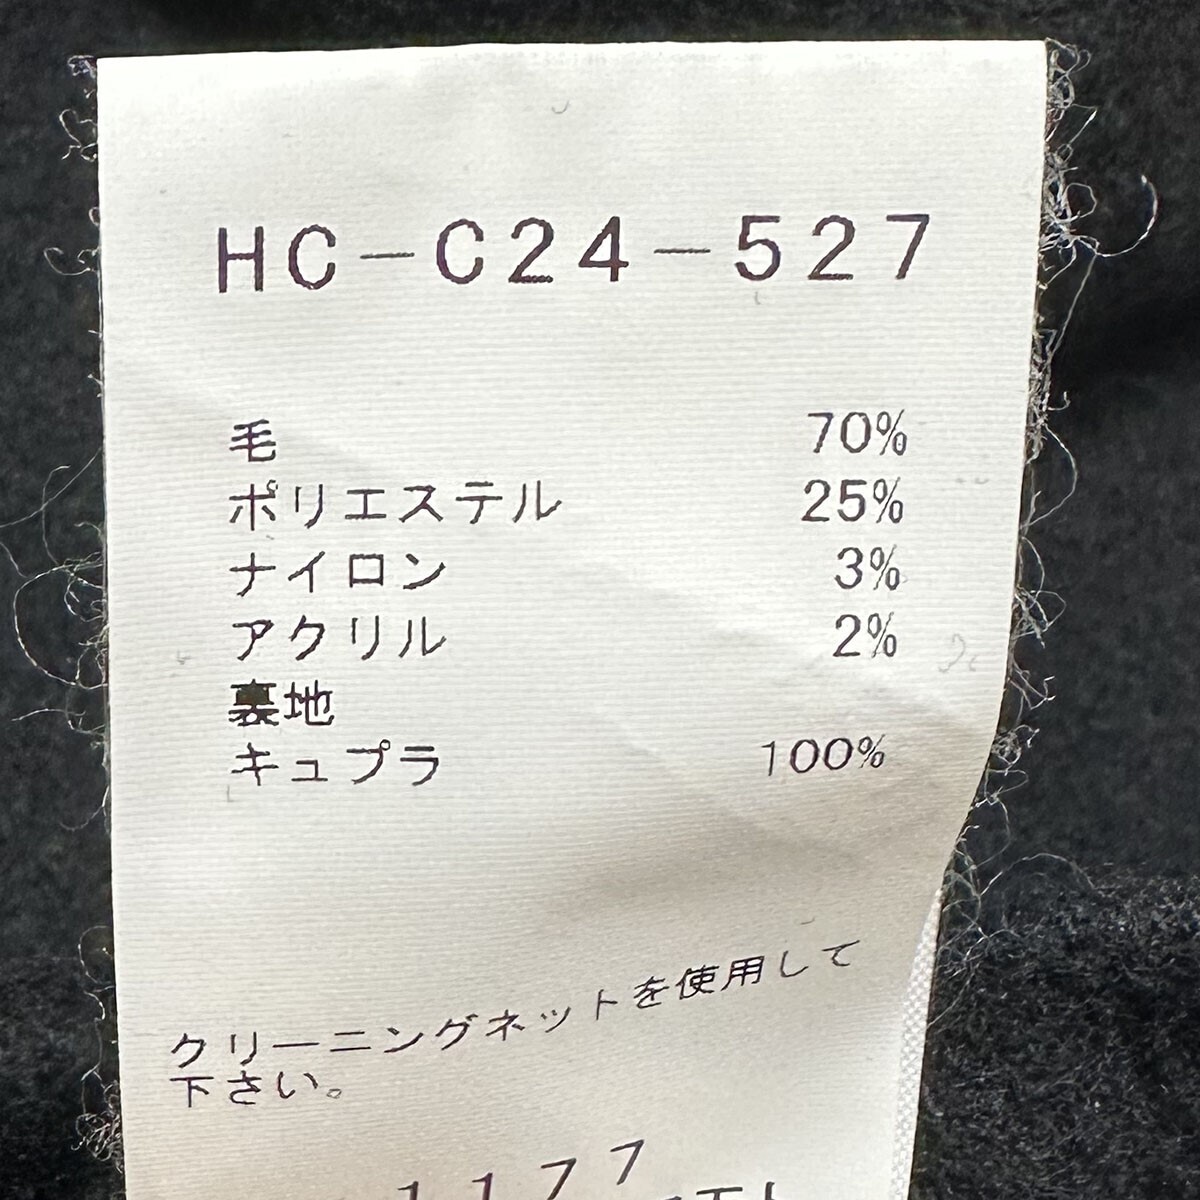 HC-C24-527
毛 70%
ポリエステル 25%
ナイロン 3%
アクリル 2%
裏地
キュプラ 100%
クリーニングネットを使用して
下さい。
1177